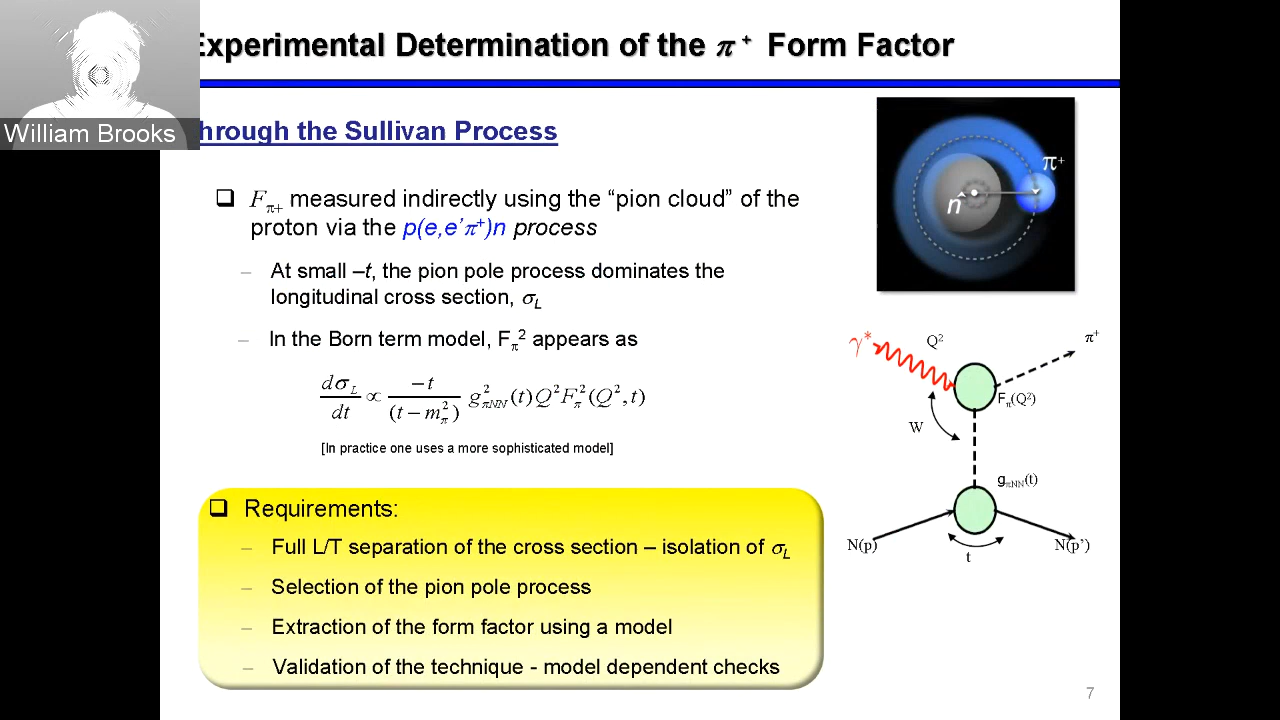 Experimental Determination of the π⁺ Form Factor
William Brooks
hrough the Sullivan Process
❑ Fπ+ measured indirectly using the “pion cloud” of the
proton via the p(e,e’π⁺)n process
– At small –t, the pion pole process dominates the
longitudinal cross section, σL
– In the Born term model, Fπ² appears as
dσL/dt ∝ −t/(t − mπ²) g²πNN(t)Q²F²π(Q²,t)
[In practice one uses a more sophisticated model]
❑ Requirements:
– Full L/T separation of the cross section – isolation of σL
– Selection of the pion pole process
– Extraction of the form factor using a model
– Validation of the technique - model dependent checks
π⁺
n
γ* Q² π⁺
Fπ(Q²)
W
gπNN(t)
N(p) N(p’)
t
7